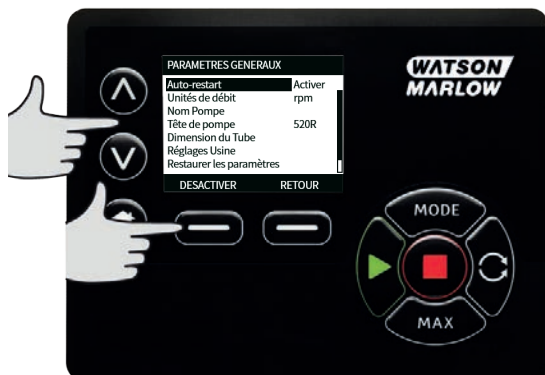 PARAMETRES GENERAUX
Auto-restart Activer
Unités de débit rpm
Nom Pompe
Tête de pompe 520R
Dimension du Tube
Réglages Usine
Restaurer les paramètres
DESACTIVER RETOUR
WATSON
MARLOW
MODE
MAX